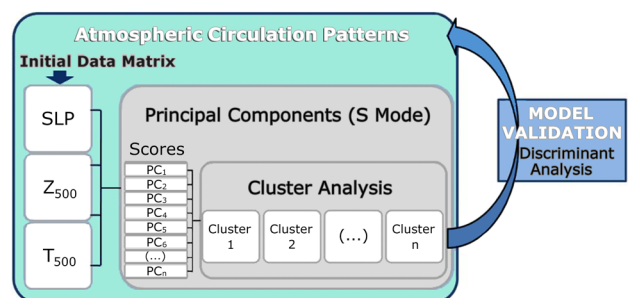 Atmospheric Circulation Patterns
Initial Data Matrix
SLP
Z500
T500
Principal Components (S Mode)
Scores
PC1
PC2
PC3
PC4
PC5
PC6
(...)
PCn
Cluster Analysis
Cluster
1
Cluster
2
(...)
Cluster
n
MODEL
VALIDATION
Discriminant
Analysis